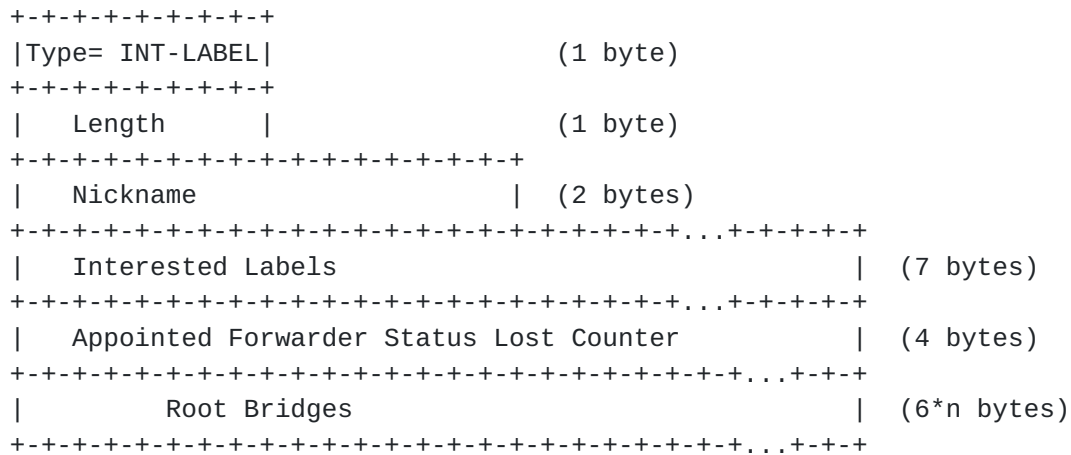 +-+-+-+-+-+-+-+-+
|Type= INT-LABEL|                  (1 byte)
+-+-+-+-+-+-+-+-+
|   Length      |                  (1 byte)
+-+-+-+-+-+-+-+-+-+-+-+-+-+-+-+-+
|   Nickname                    |  (2 bytes)
+-+-+-+-+-+-+-+-+-+-+-+-+-+-+-+-+-+-+-+-+-+...+-+-+-+-+
|   Interested Labels                                 |  (7 bytes)
+-+-+-+-+-+-+-+-+-+-+-+-+-+-+-+-+-+-+-+-+-+...+-+-+-+-+
|   Appointed Forwarder Status Lost Counter           |  (4 bytes)
+-+-+-+-+-+-+-+-+-+-+-+-+-+-+-+-+-+-+-+-+-+-+-+...+-+-+
|         Root Bridges                                |  (6*n bytes)
+-+-+-+-+-+-+-+-+-+-+-+-+-+-+-+-+-+-+-+-+-+-+-+...+-+-+